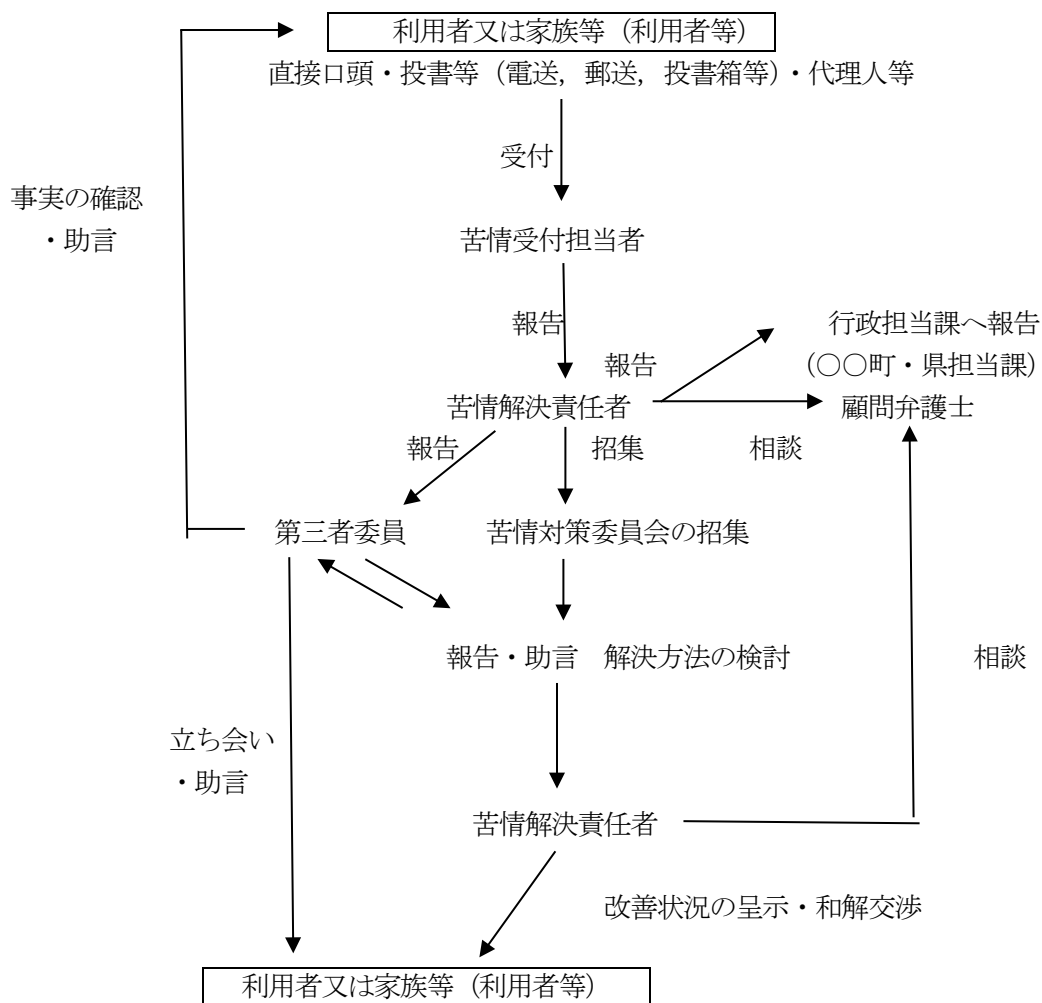 利用者又は家族等（利用者等）
直接口頭・投書等（電送，郵送，投書箱等）・代理人等
受付
事実の確認
・助言
苦情受付担当者
報告
行政担当課へ報告
報告
（○○町・県担当課）
苦情解決責任者
顧問弁護士
報告
招集
相談
第三者委員
苦情対策委員会の招集
報告・助言　解決方法の検討
相談
立ち会い
・助言
苦情解決責任者
改善状況の呈示・和解交渉
利用者又は家族等（利用者等）